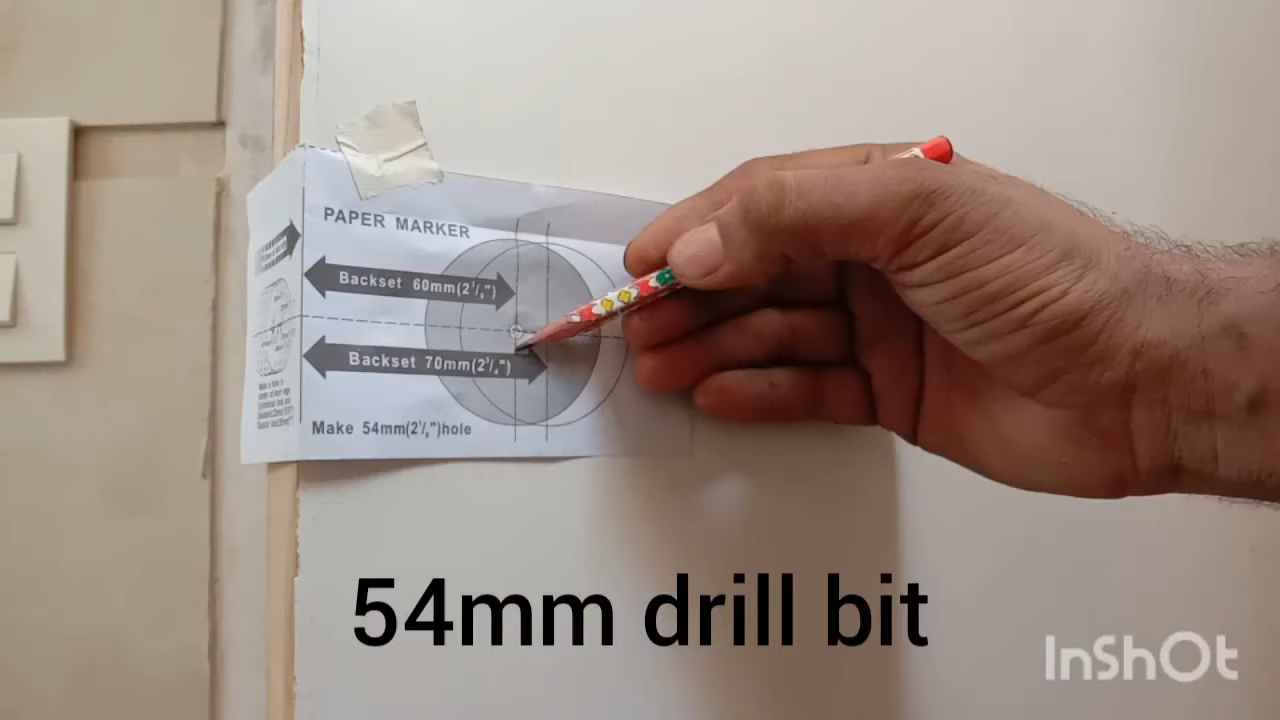 PAPER MARKER
Backset 60mm(2³/₈")
Backset 70mm(2³/₄")
Make 54mm(2¹/₈")hole
54mm drill bit
InShOt